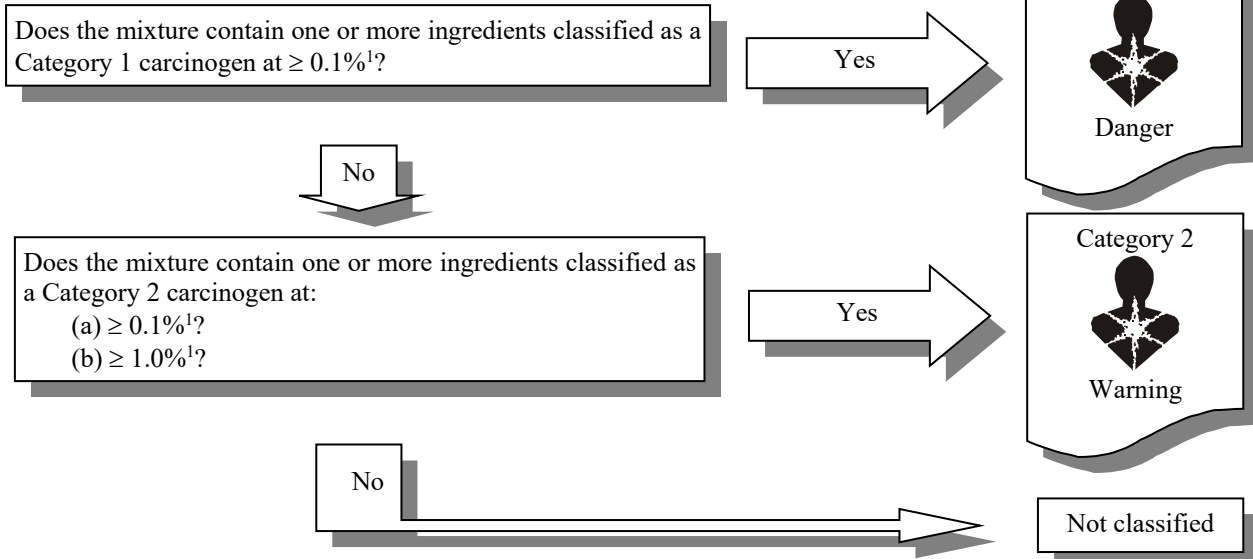 Does the mixture contain one or more ingredients classified as a
Category 1 carcinogen at ≥ 0.1%¹?
Yes
Danger
No
Category 2
Does the mixture contain one or more ingredients classified as
a Category 2 carcinogen at:
(a) ≥ 0.1%¹?
(b) ≥ 1.0%¹?
Yes
Warning
No
Not classified